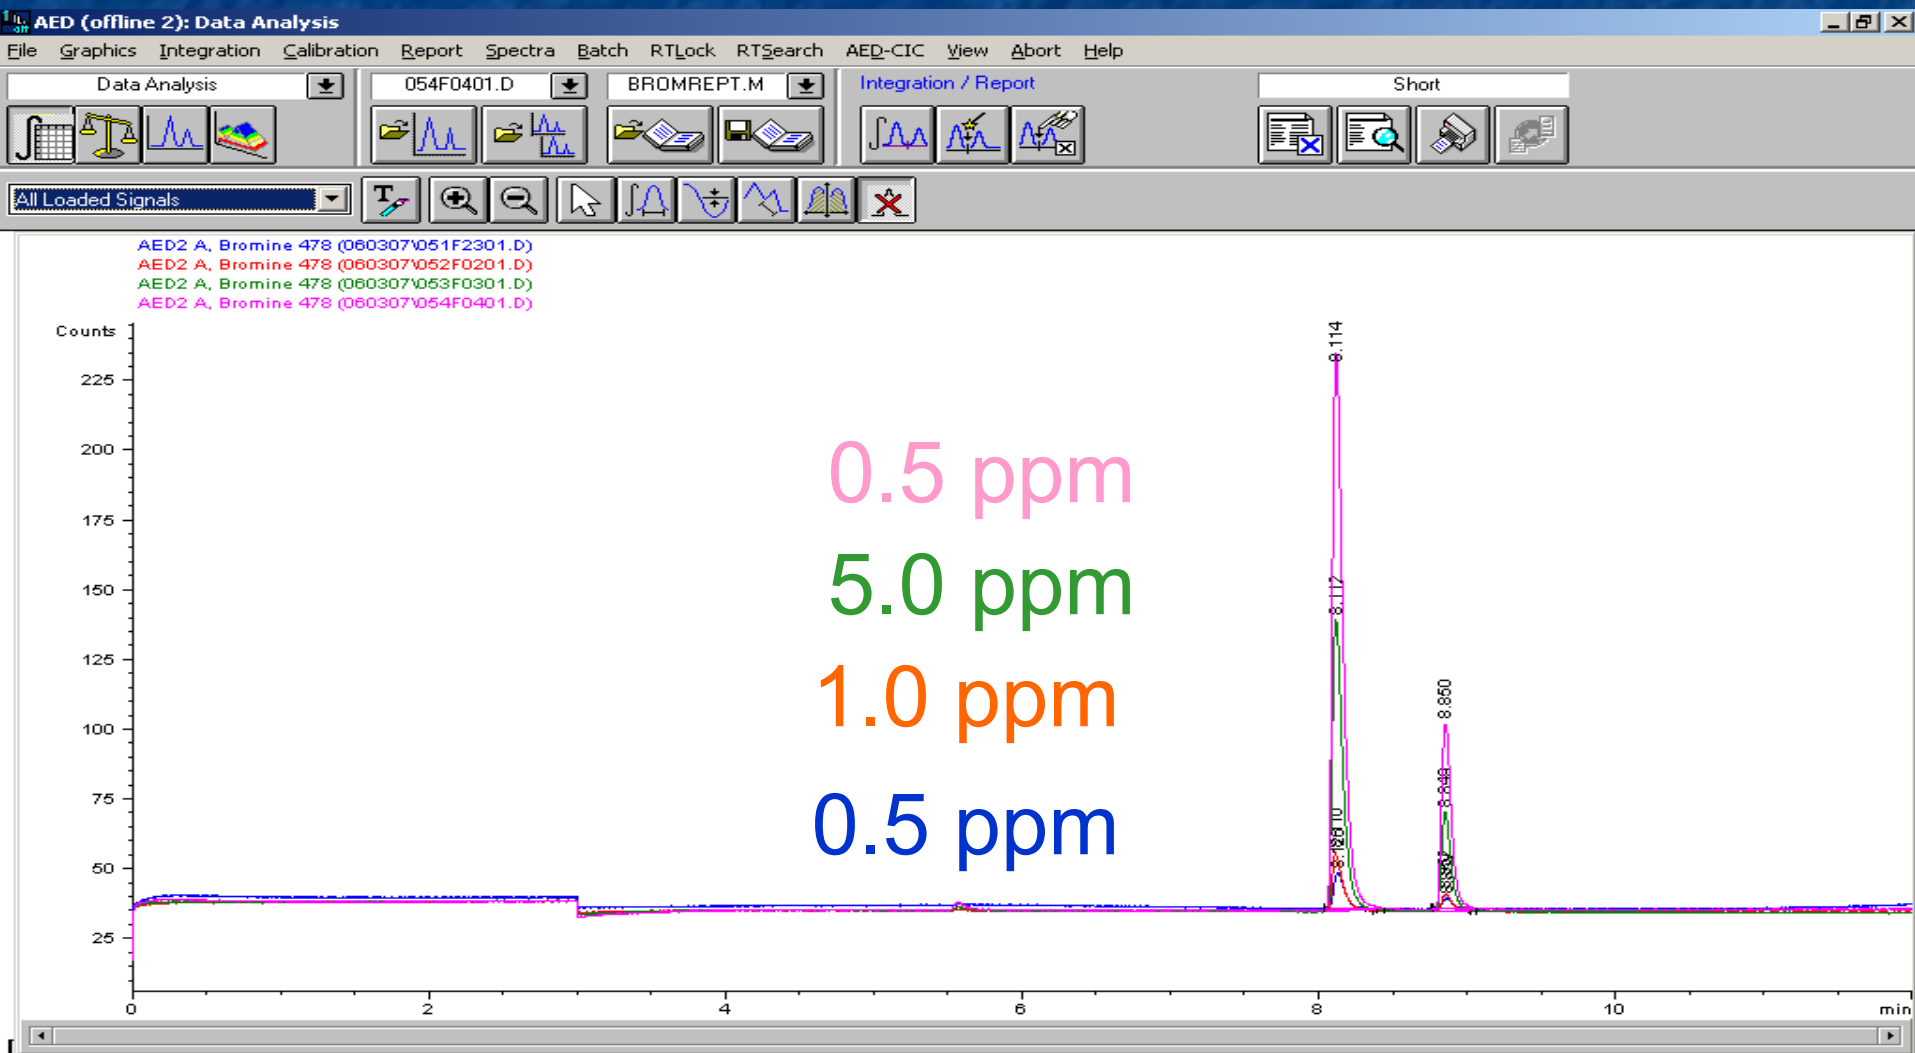 AED (offline 2): Data Analysis
File Graphics Integration Calibration Report Spectra Batch RTLock RTSearch AED-CIC View Abort Help
Data Analysis 054F0401.D BROMREPT.M Integration / Report Short
All Loaded Signals
AED2 A, Bromine 478 (060307\051F2301.D)
AED2 A, Bromine 478 (060307\052F0201.D)
AED2 A, Bromine 478 (060307\053F0301.D)
AED2 A, Bromine 478 (060307\054F0401.D)
Counts
225
200
175
150
125
100
75
50
25
0.5 ppm
5.0 ppm
1.0 ppm
0.5 ppm
8.114
8.117
8.850
8.849
0 2 4 6 8 10 min